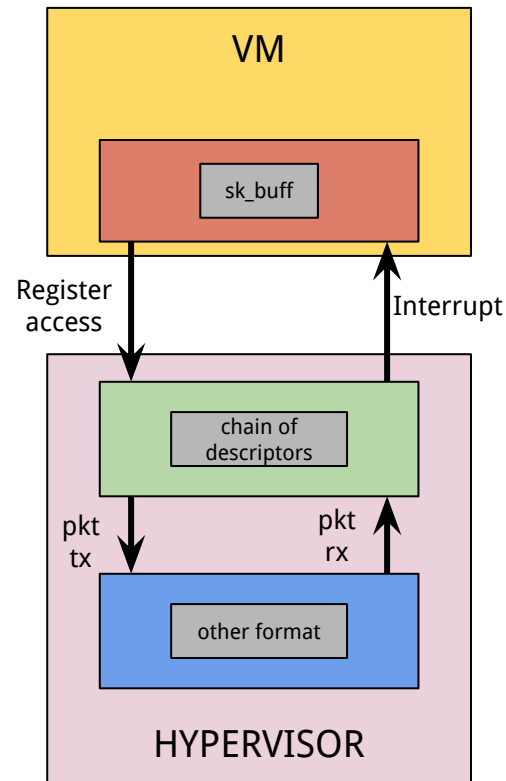 VM
sk_buff
Register
access
Interrupt
chain of
descriptors
pkt
tx
pkt
rx
other format
HYPERVISOR